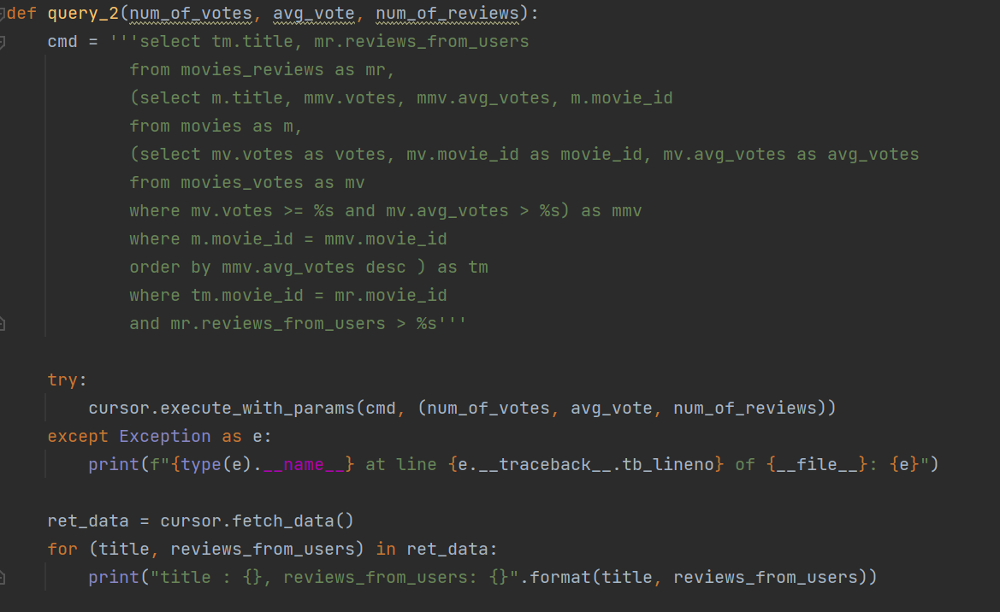 def query_2(num_of_votes, avg_vote, num_of_reviews):
    cmd = '''select tm.title, mr.reviews_from_users
            from movies_reviews as mr,
            (select m.title, mmv.votes, mmv.avg_votes, m.movie_id
            from movies as m,
            (select mv.votes as votes, mv.movie_id as movie_id, mv.avg_votes as avg_votes
            from movies_votes as mv
            where mv.votes >= %s and mv.avg_votes > %s) as mmv
            where m.movie_id = mmv.movie_id
            order by mmv.avg_votes desc ) as tm
            where tm.movie_id = mr.movie_id
            and mr.reviews_from_users > %s'''

    try:
        cursor.execute_with_params(cmd, (num_of_votes, avg_vote, num_of_reviews))
    except Exception as e:
        print(f"{type(e).__name__} at line {e.__traceback__.tb_lineno} of {__file__}: {e}")

    ret_data = cursor.fetch_data()
    for (title, reviews_from_users) in ret_data:
        print("title : {}, reviews_from_users: {}".format(title, reviews_from_users))